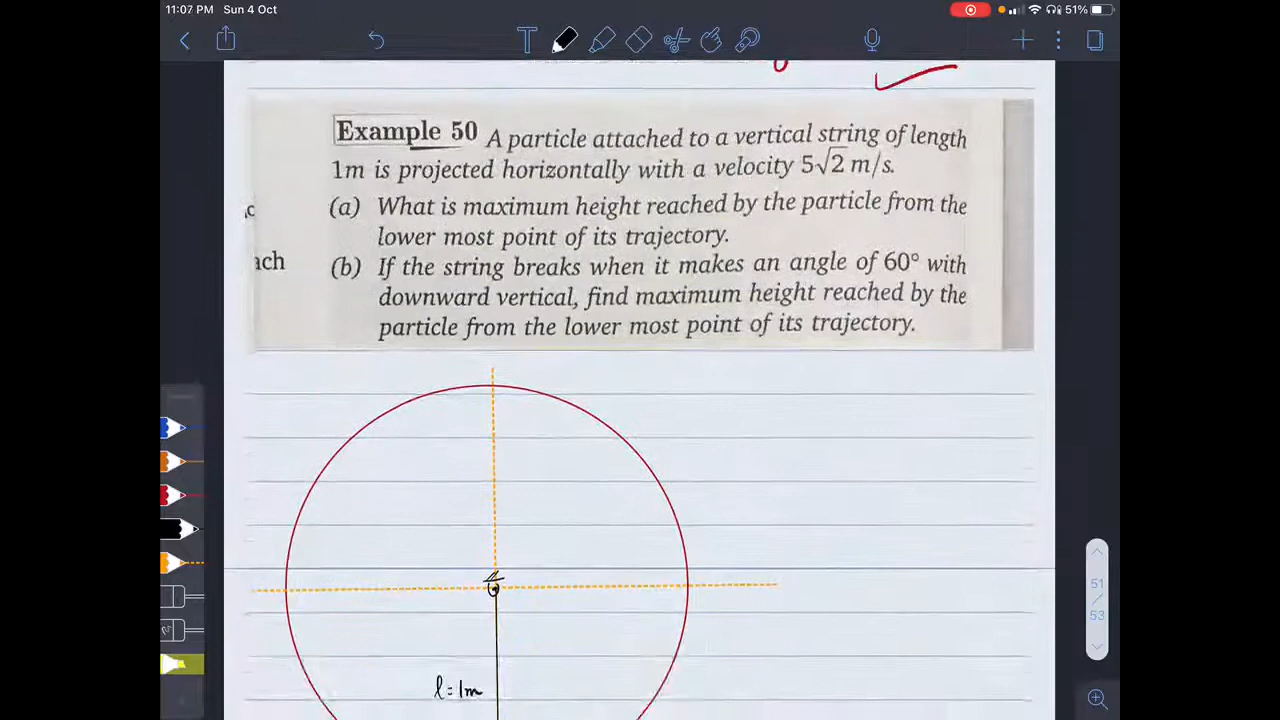 11:07 PM Sun 4 Oct
51%
Example 50 A particle attached to a vertical string of length
1m is projected horizontally with a velocity 5√2 m/s.
(a) What is maximum height reached by the particle from the
lower most point of its trajectory.
ach
(b) If the string breaks when it makes an angle of 60° with
downward vertical, find maximum height reached by the
particle from the lower most point of its trajectory.
51
/
53
l=1m